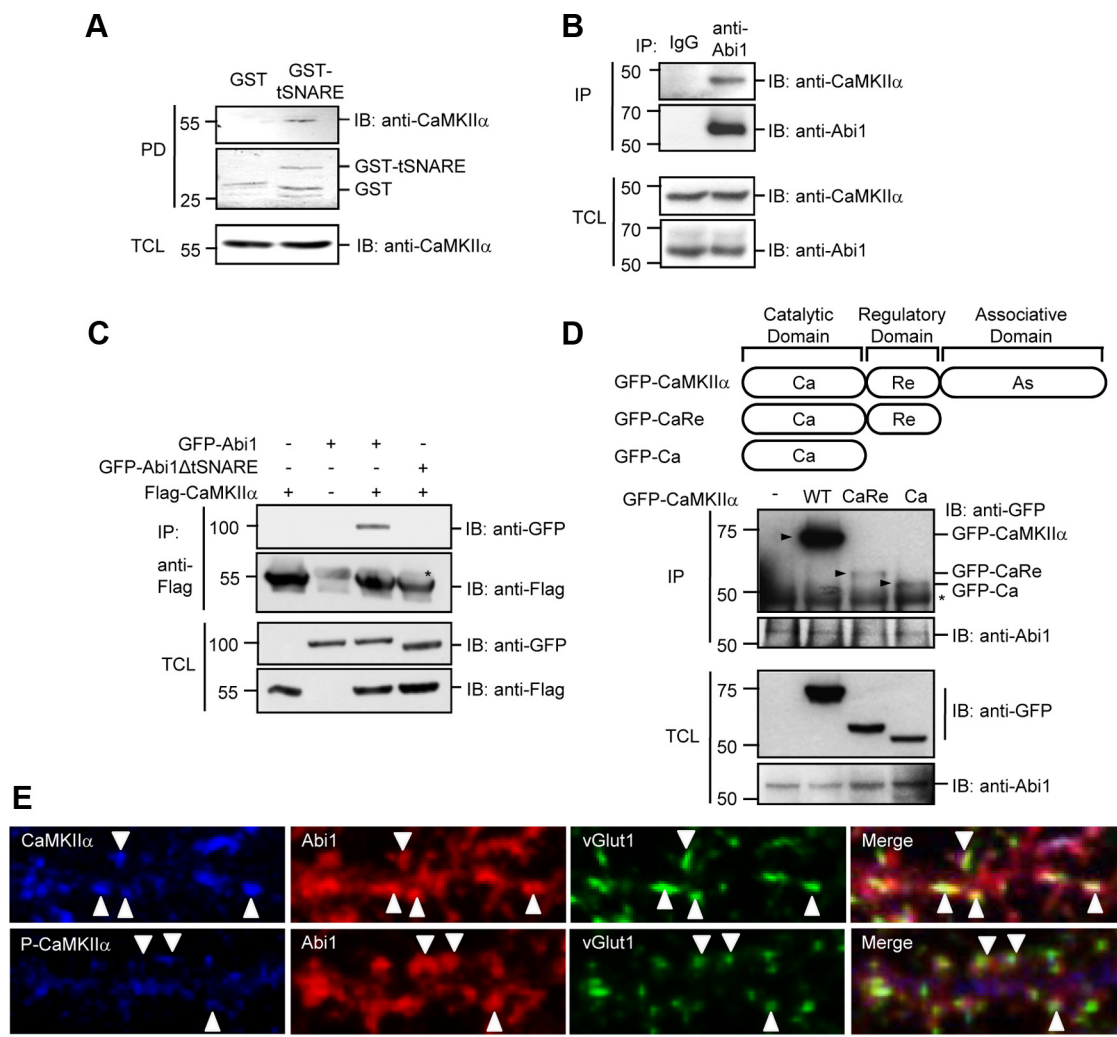 A
GST GST-
tSNARE
PD
55 IB: anti-CaMKIIα
GST-tSNARE
GST
25
TCL 55 IB: anti-CaMKIIα
B
IP: IgG anti-
Abi1
IP
50 IB: anti-CaMKIIα
70
IB: anti-Abi1
50
TCL
50 IB: anti-CaMKIIα
70
IB: anti-Abi1
50
C
GFP-Abi1 - + + -
GFP-Abi1ΔtSNARE - - - +
Flag-CaMKIIα + - + +
IP:
anti-
Flag
100 IB: anti-GFP
55 * IB: anti-Flag
TCL
100 IB: anti-GFP
55 IB: anti-Flag
D
Catalytic Domain
Regulatory Domain
Associative Domain
GFP-CaMKIIα Ca Re As
GFP-CaRe Ca Re
GFP-Ca Ca
GFP-CaMKIIα - WT CaRe Ca
IP
IB: anti-GFP
75 GFP-CaMKIIα
GFP-CaRe
GFP-Ca
50 *
IB: anti-Abi1
50
TCL
75
IB: anti-GFP
50
IB: anti-Abi1
50
E
CaMKIIα Abi1 vGlut1 Merge
P-CaMKIIα Abi1 vGlut1 Merge